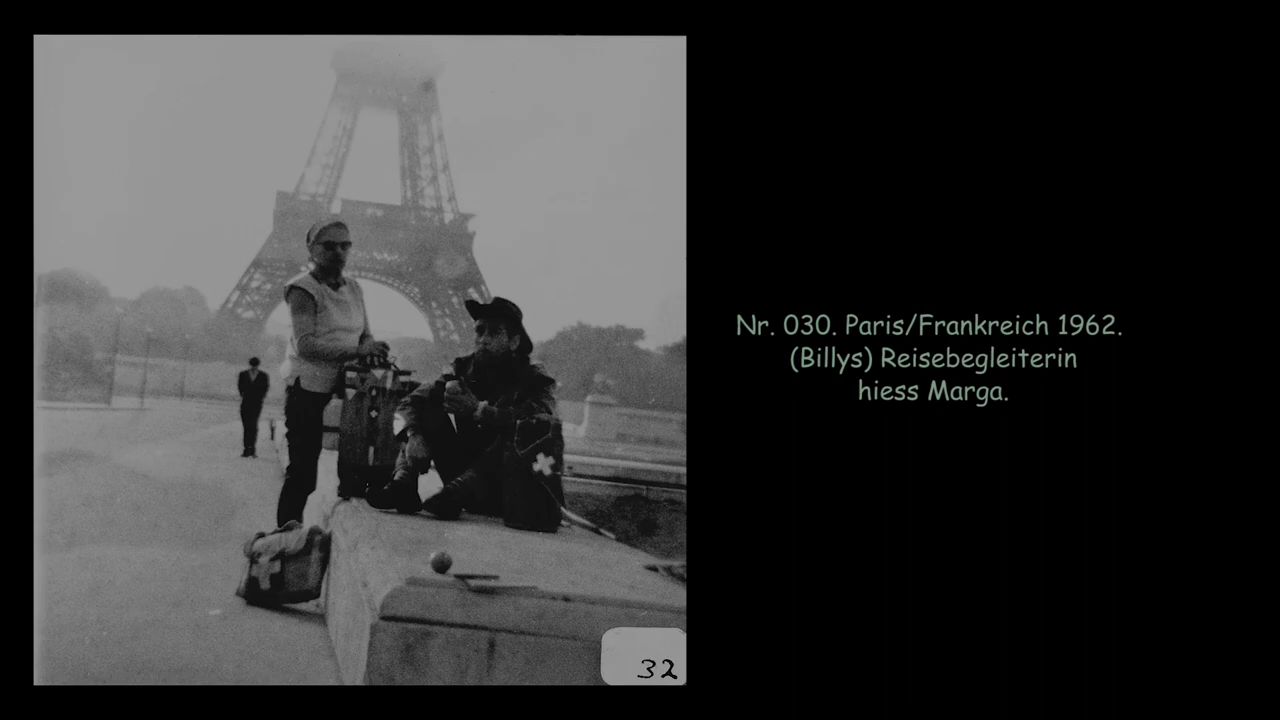 Nr. 030. Paris/Frankreich 1962.
(Billys) Reisebegleiterin
hiess Marga.
32